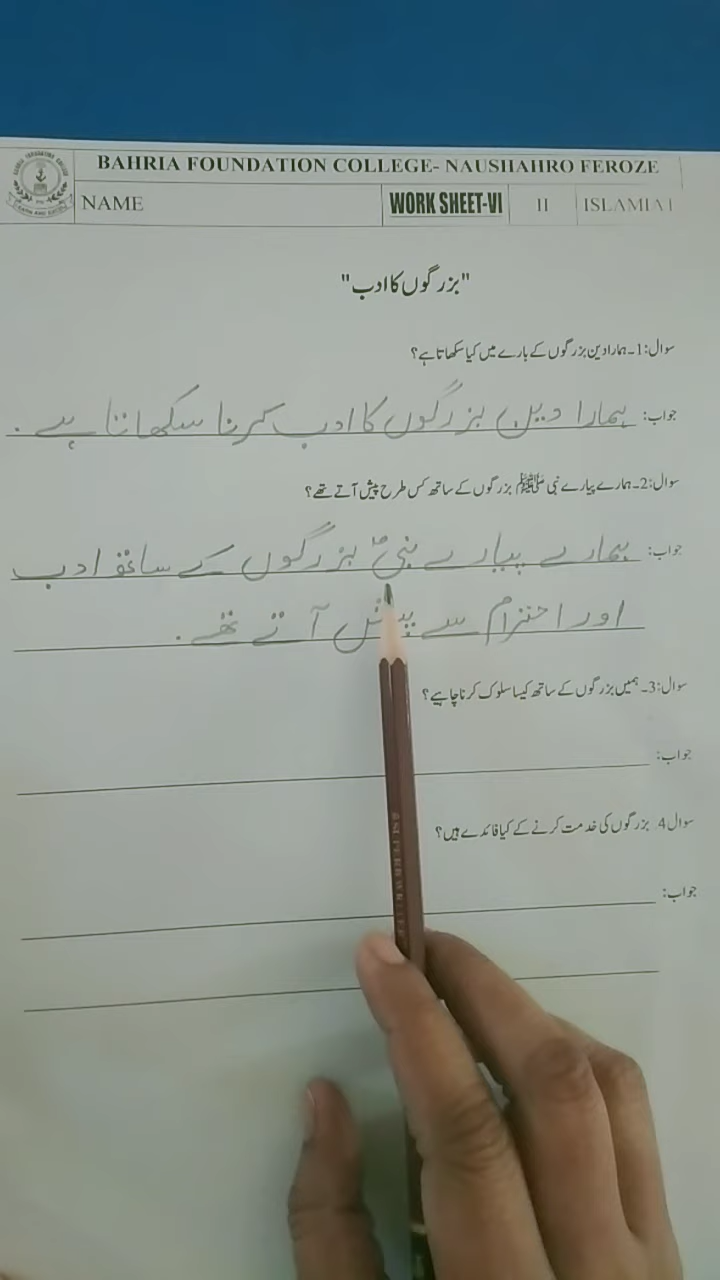 BAHRIA FOUNDATION COLLEGE- NAUSHAHRO FEROZE
NAME WORK SHEET-VI II ISLAMIAT
"بزرگوں کا ادب"
سوال:1۔ ہمارا دین بزرگوں کے بارے میں کیا سکھاتا ہے؟
جواب: ہمارا دین بزرگوں کا ادب کرنا سکھاتا ہے.
سوال:2۔ ہمارے پیارے نبی ﷺ بزرگوں کے ساتھ کس طرح پیش آتے تھے؟
جواب: ہمارے پیارے نبیؐ بزرگوں کے ساتھ ادب
اور احترام سے پیش آتے تھے.
سوال:3۔ ہمیں بزرگوں کے ساتھ کیسا سلوک کرنا چاہیے؟
جواب:
سوال4 بزرگوں کی خدمت کرنے کے کیا فائدے ہیں؟
جواب: